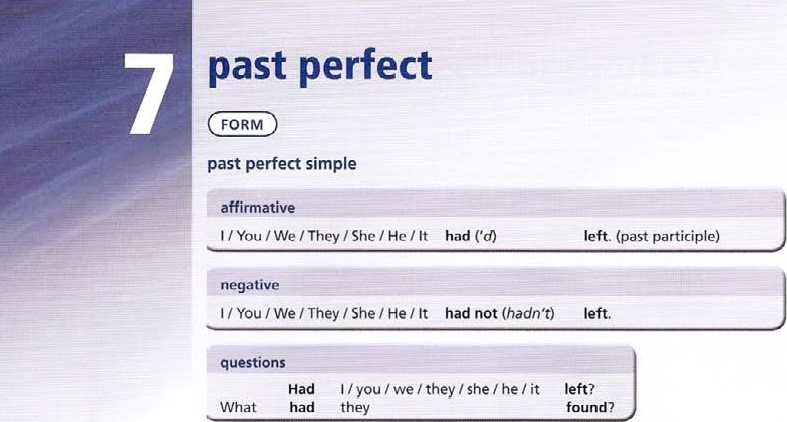 7
past perfect
FORM
past perfect simple
affirmative
I / You / We / They / She / He / It had ('d) left. (past participle)
negative
I / You / We / They / She / He / It had not (hadn't) left.
questions
Had I / you / we / they / she / he / it left?
What had they found?